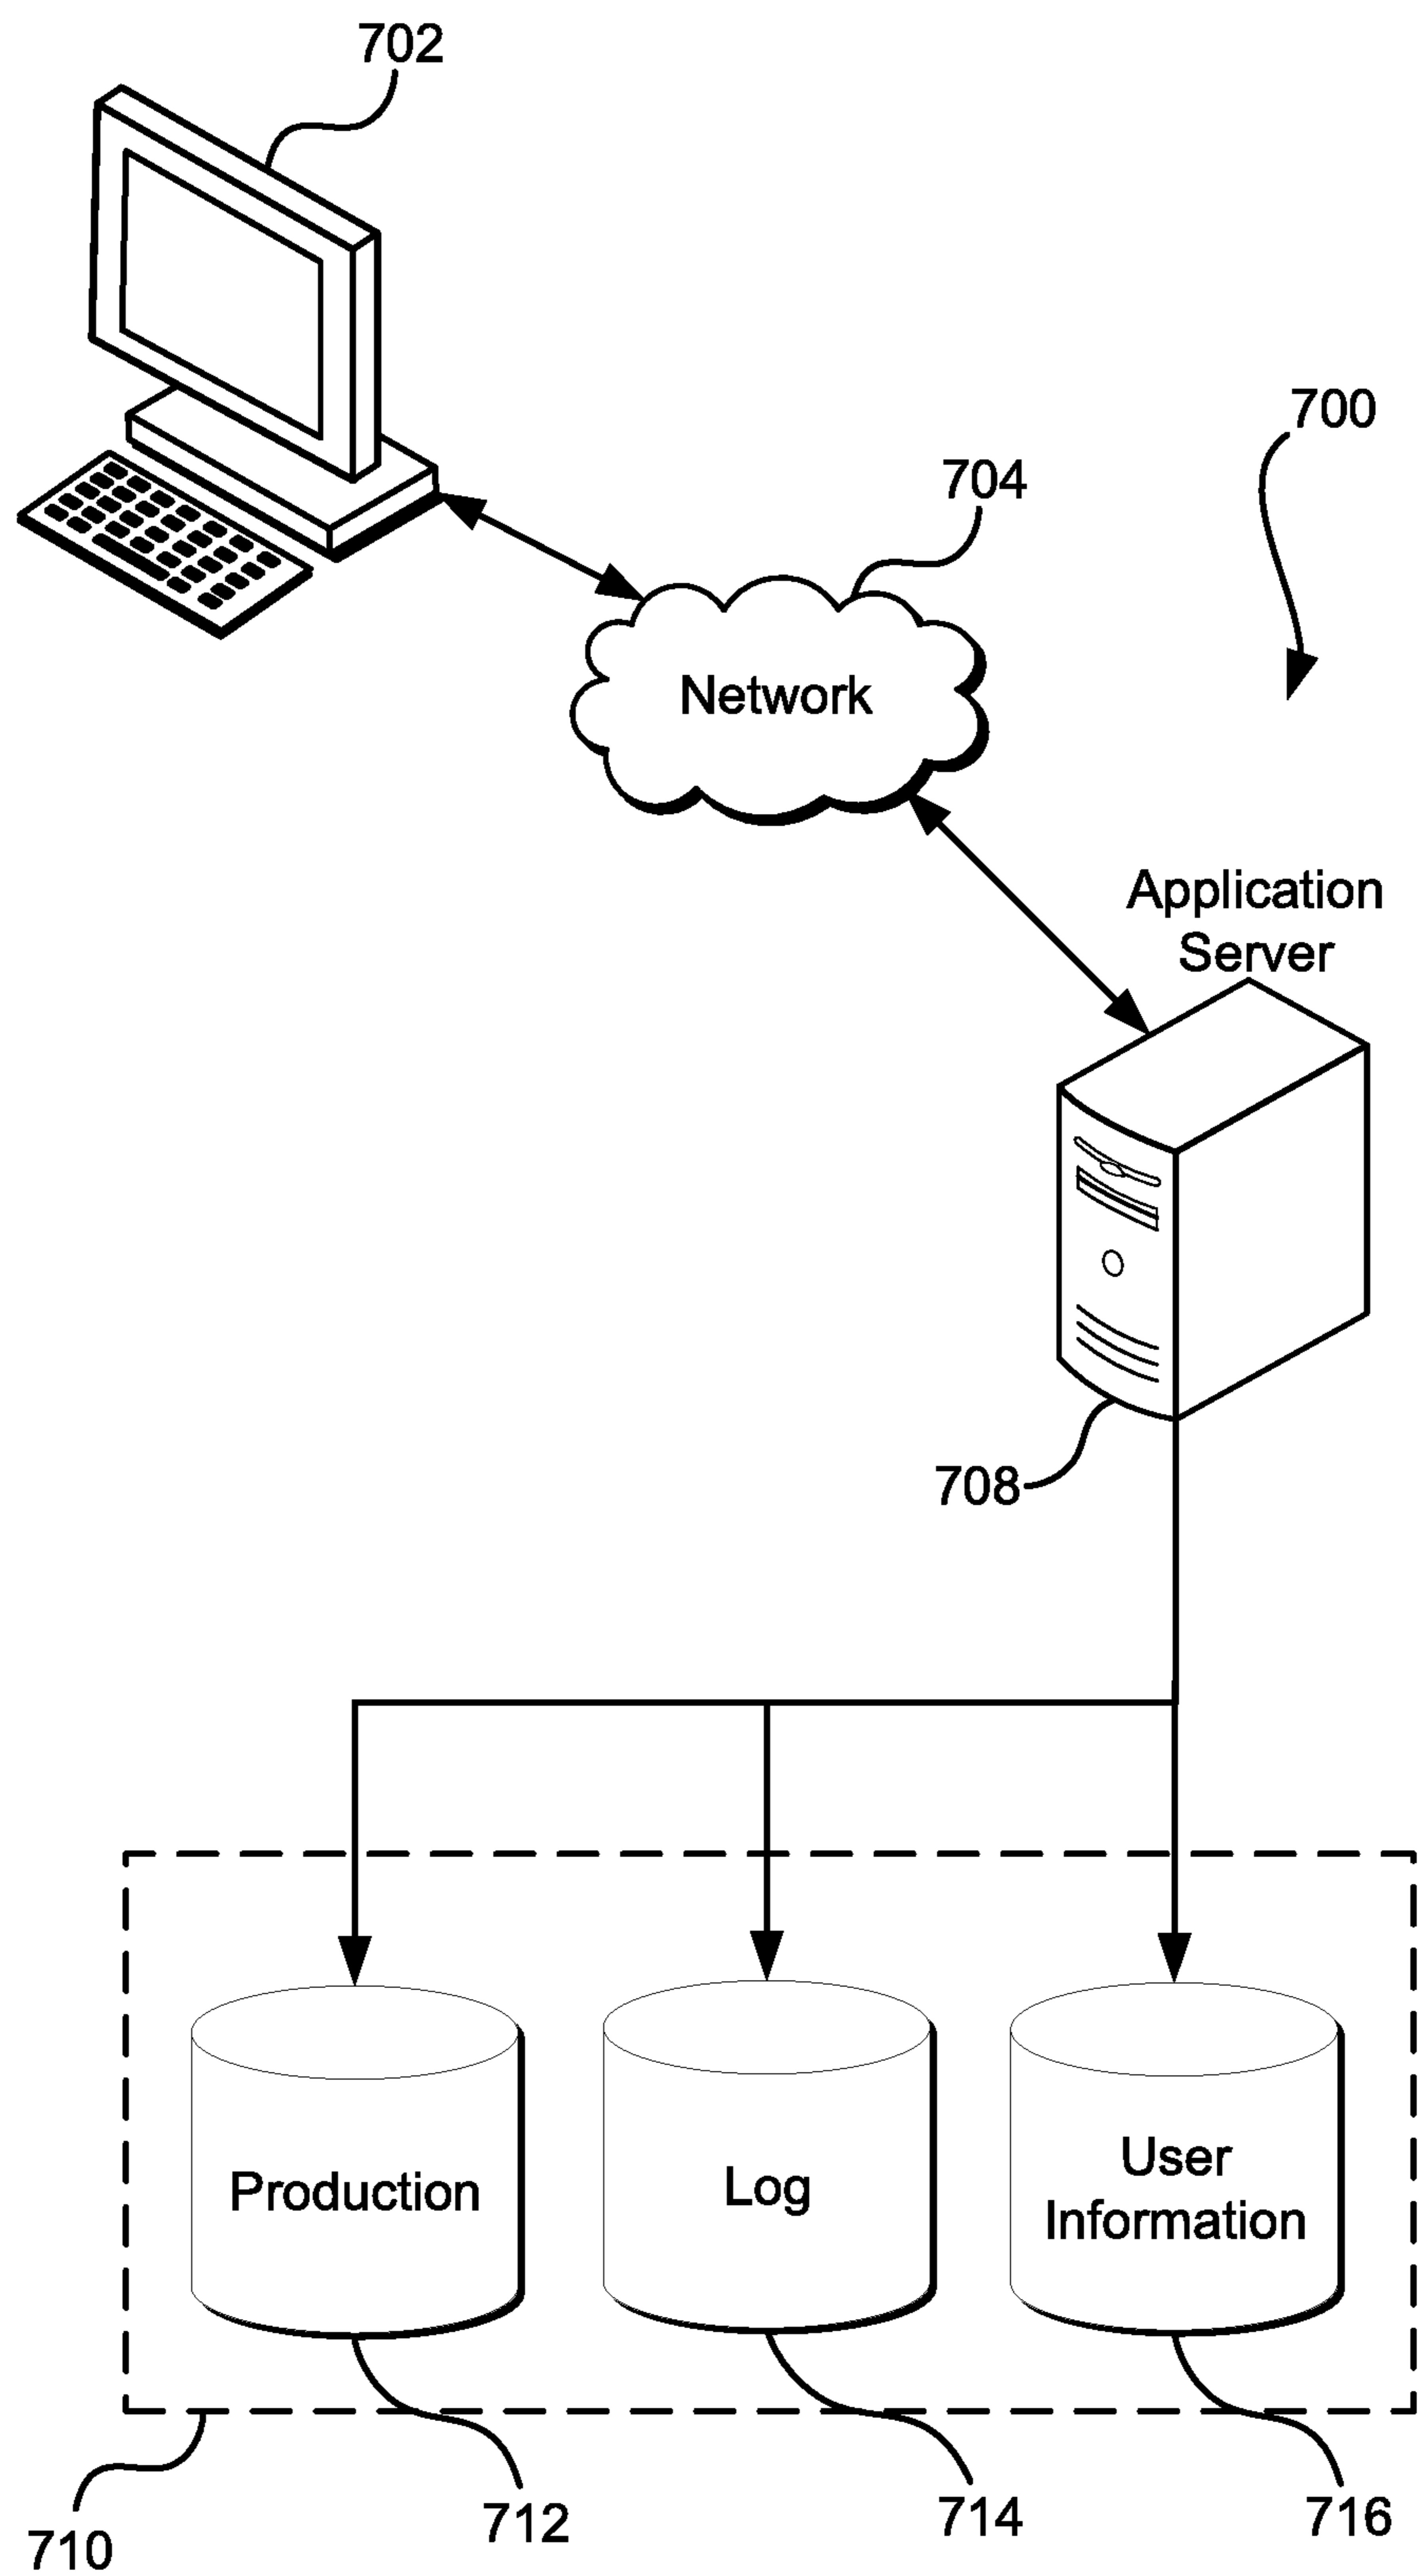 702
700
704
Network
Application
Server
708
Production
Log
User
Information
710
712
714
716